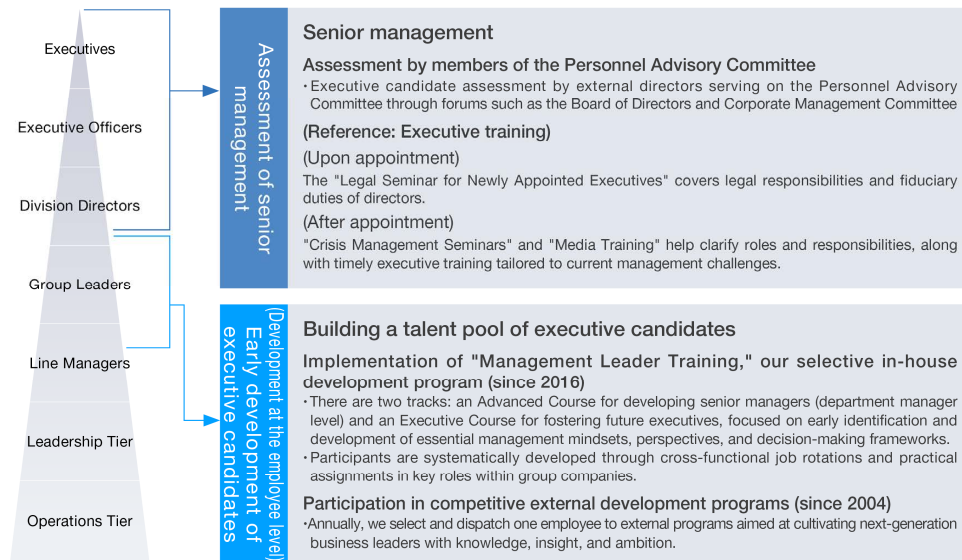 Executives
Executive Officers
Division Directors
Group Leaders
Line Managers
Leadership Tier
Operations Tier
Assessment of senior
management
Senior management
Assessment by members of the Personnel Advisory Committee
・Executive candidate assessment by external directors serving on the Personnel Advisory
Committee through forums such as the Board of Directors and Corporate Management Committee
(Reference: Executive training)
(Upon appointment)
The "Legal Seminar for Newly Appointed Executives" covers legal responsibilities and fiduciary
duties of directors.
(After appointment)
"Crisis Management Seminars" and "Media Training" help clarify roles and responsibilities, along
with timely executive training tailored to current management challenges.
(Development at the employee level)
Early development of
executive candidates
Building a talent pool of executive candidates
Implementation of "Management Leader Training," our selective in-house
development program (since 2016)
・There are two tracks: an Advanced Course for developing senior managers (department manager
level) and an Executive Course for fostering future executives, focused on early identification and
development of essential management mindsets, perspectives, and decision-making frameworks.
・Participants are systematically developed through cross-functional job rotations and practical
assignments in key roles within group companies.
Participation in competitive external development programs (since 2004)
・Annually, we select and dispatch one employee to external programs aimed at cultivating next-generation
business leaders with knowledge, insight, and ambition.